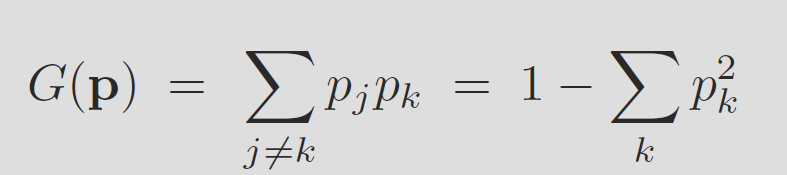 G(𝐩) = ∑_{j≠k} p_j p_k = 1 − ∑_k p_k^2